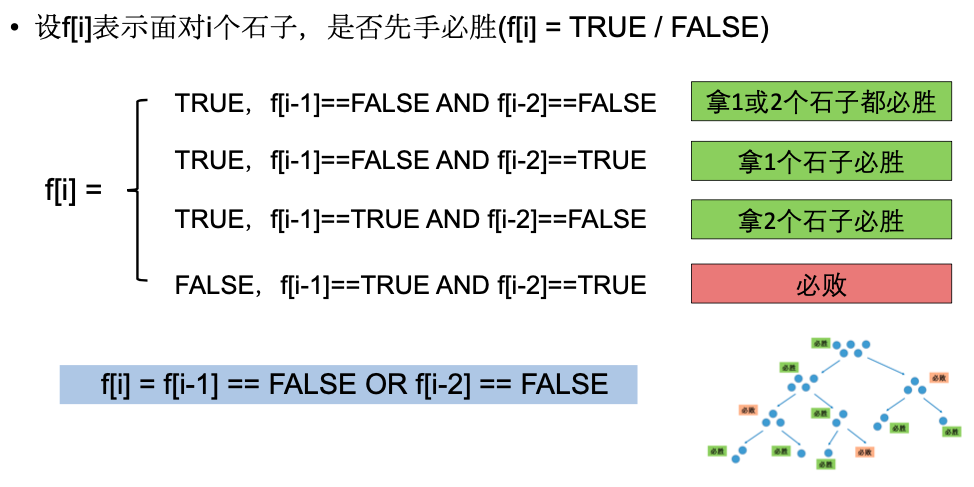 • 设f[i]表示面对i个石子，是否先手必胜(f[i] = TRUE / FALSE)
TRUE，f[i-1]==FALSE AND f[i-2]==FALSE 拿1或2个石子都必胜
TRUE，f[i-1]==FALSE AND f[i-2]==TRUE 拿1个石子必胜
f[i] =
TRUE，f[i-1]==TRUE AND f[i-2]==FALSE 拿2个石子必胜
FALSE，f[i-1]==TRUE AND f[i-2]==TRUE 必败
f[i] = f[i-1] == FALSE OR f[i-2] == FALSE
必胜
必胜 必败
必败 必胜 必胜 必胜
必胜 必胜 必胜 必败